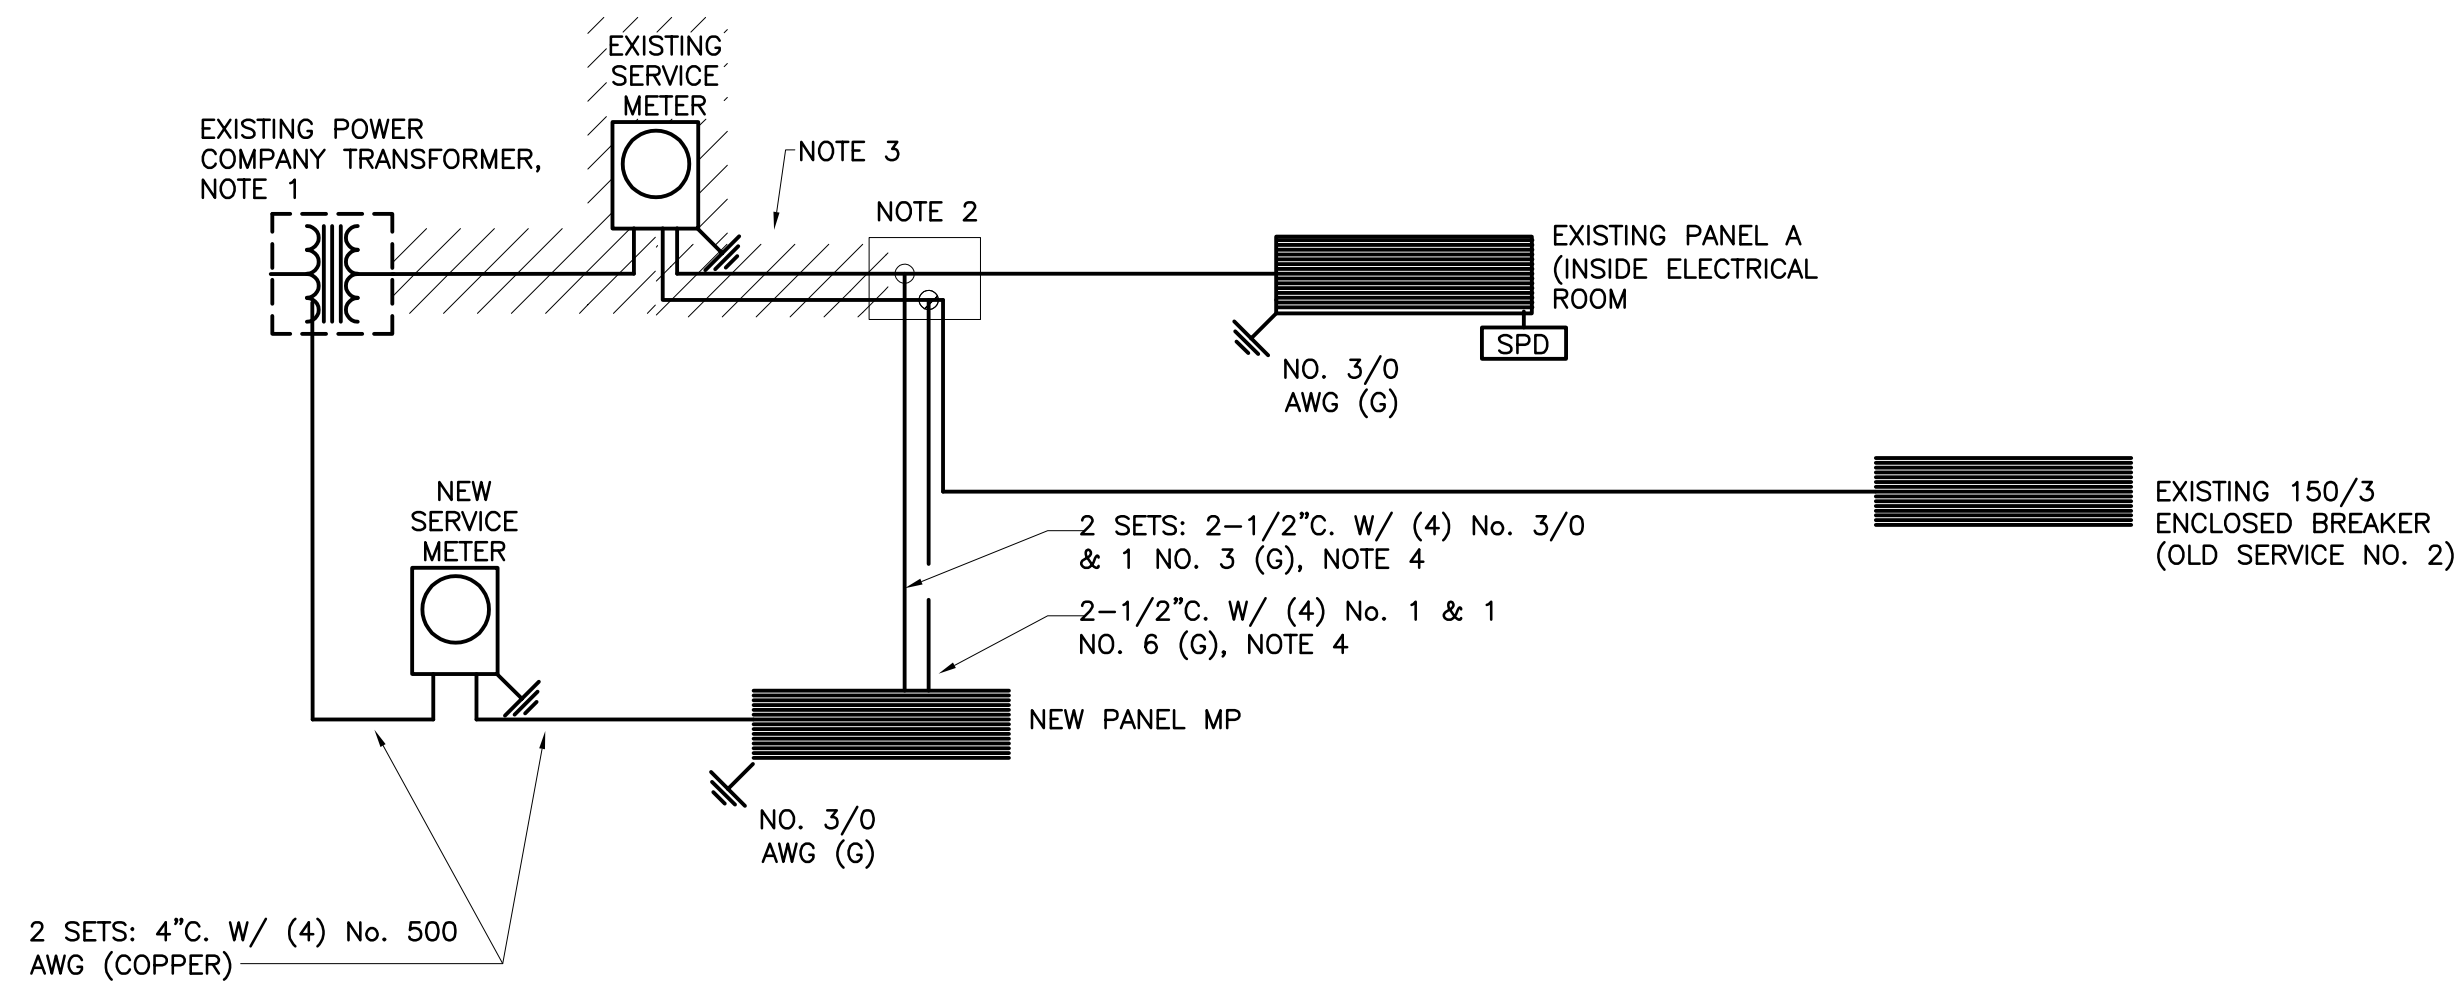 EXISTING
SERVICE
METER
EXISTING POWER
COMPANY TRANSFORMER,
NOTE 1
NOTE 3
NOTE 2
EXISTING PANEL A
(INSIDE ELECTRICAL
ROOM
SPD
NO. 3/0
AWG (G)
EXISTING 150/3
ENCLOSED BREAKER
(OLD SERVICE NO. 2)
NEW
SERVICE
METER
2 SETS: 2-1/2"C. W/ (4) No. 3/0
& 1 NO. 3 (G), NOTE 4
2-1/2"C. W/ (4) No. 1 & 1
NO. 6 (G), NOTE 4
NEW PANEL MP
NO. 3/0
AWG (G)
2 SETS: 4"C. W/ (4) No. 500
AWG (COPPER)